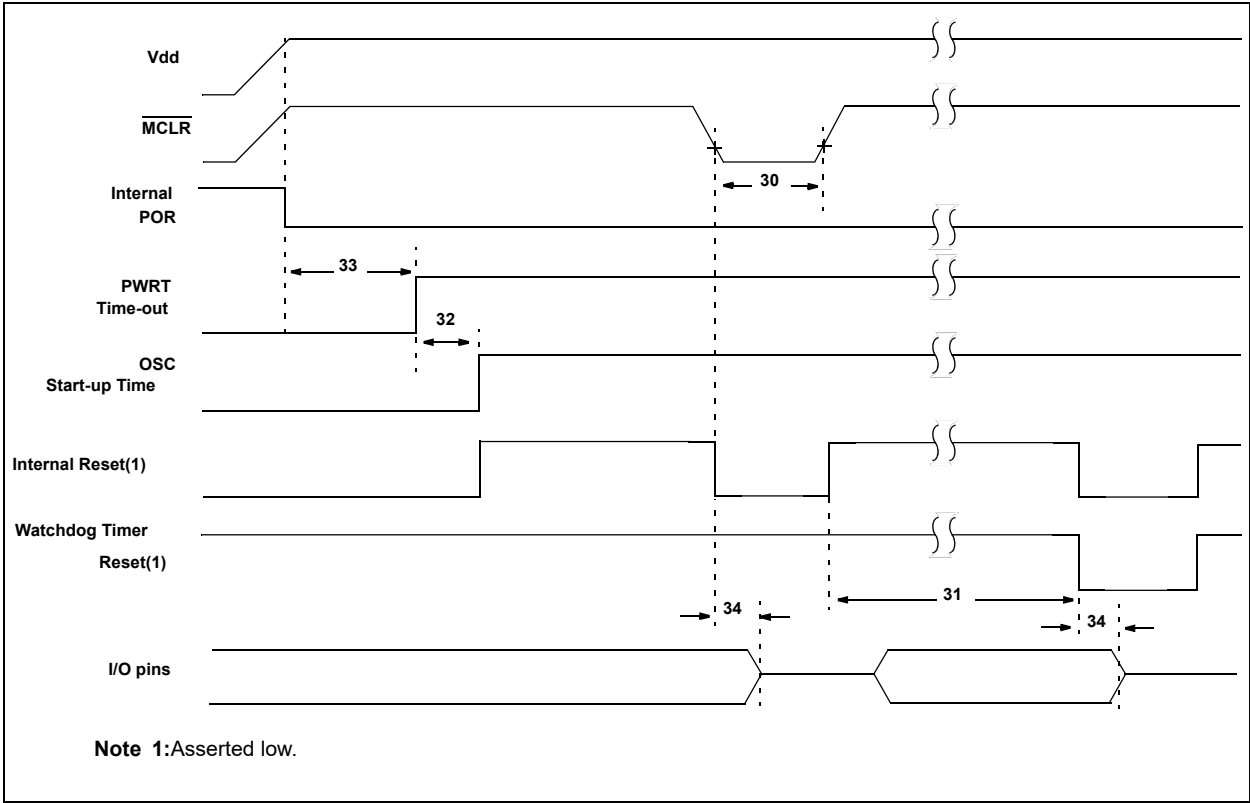 Vdd
MCLR
30
Internal
POR
33
PWRT
Time-out
32
OSC
Start-up Time
Internal Reset(1)
Watchdog Timer
Reset(1)
31
34
34
I/O pins
Note 1:Asserted low.